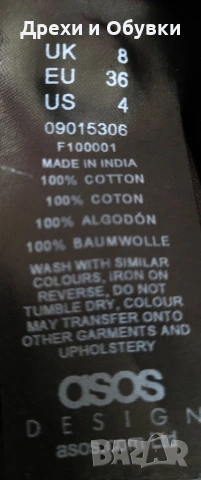 Дрехи и Обувки
UK 8
EU 36
US 4
09015306
F100001
MADE IN INDIA
100% COTTON
100% COTON
100% ALGODÓN
100% BAUMWOLLE
WASH WITH SIMILAR
COLOURS, IRON ON
REVERSE, DO NOT
TUMBLE DRY, COLOUR
MAY TRANSFER ONTO
OTHER GARMENTS AND
UPHOLSTERY
asos
DESIGN